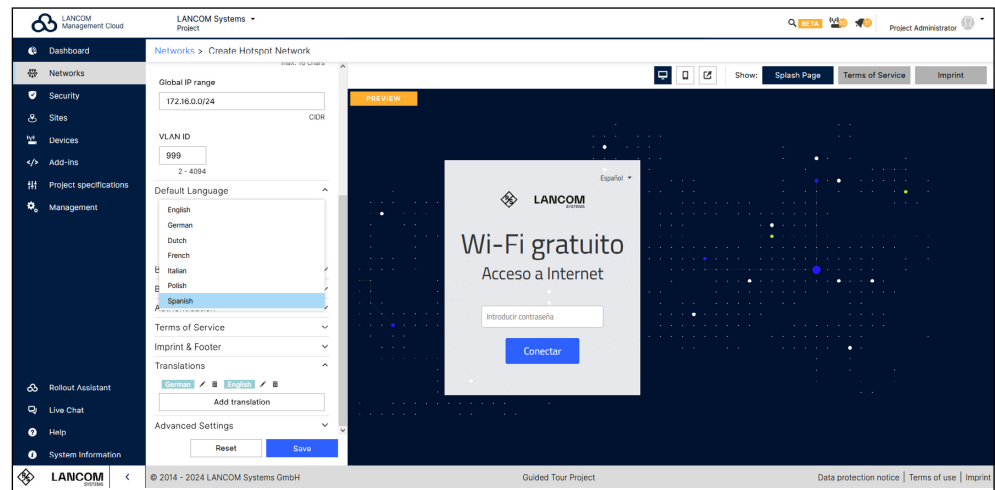 LANCOM
Management Cloud
LANCOM Systems
Project
BETA
Project Administrator
Dashboard
Networks
Security
Sites
Devices
Add-ins
Project specifications
Management
Rollout Assistant
Live Chat
Help
System Information
LANCOM
SYSTEMS
Networks > Create Hotspot Network
max. 16 chars
Global IP range
172.16.0.0/24
CIDR
VLAN ID
999
2 - 4094
Default Language
English
German
Dutch
French
Italian
Polish
Spanish
Terms of Service
Imprint & Footer
Translations
German
English
Add translation
Advanced Settings
Reset
Save
Show:
Splash Page
Terms of Service
Imprint
PREVIEW
Español
LANCOM
SYSTEMS
Wi-Fi gratuito
Acceso a Internet
Introducir contraseña
Conectar
© 2014 - 2024 LANCOM Systems GmbH
Guided Tour Project
Data protection notice | Terms of use | Imprint